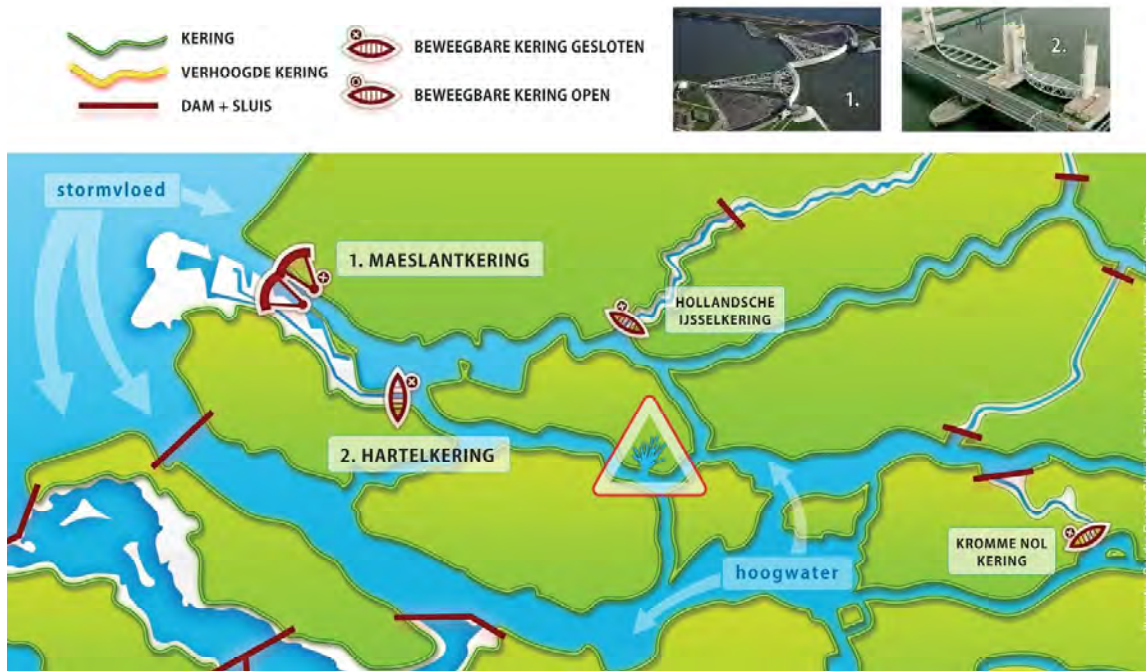 KERING
VERHOOGDE KERING
DAM + SLUIS
BEWEEGBARE KERING GESLOTEN
BEWEEGBARE KERING OPEN
1.
2.
stormvloed
1. MAESLANTKERING
HOLLANDSCHE
IJSSELKERING
2. HARTELKERING
KROMME NOL
KERING
hoogwater